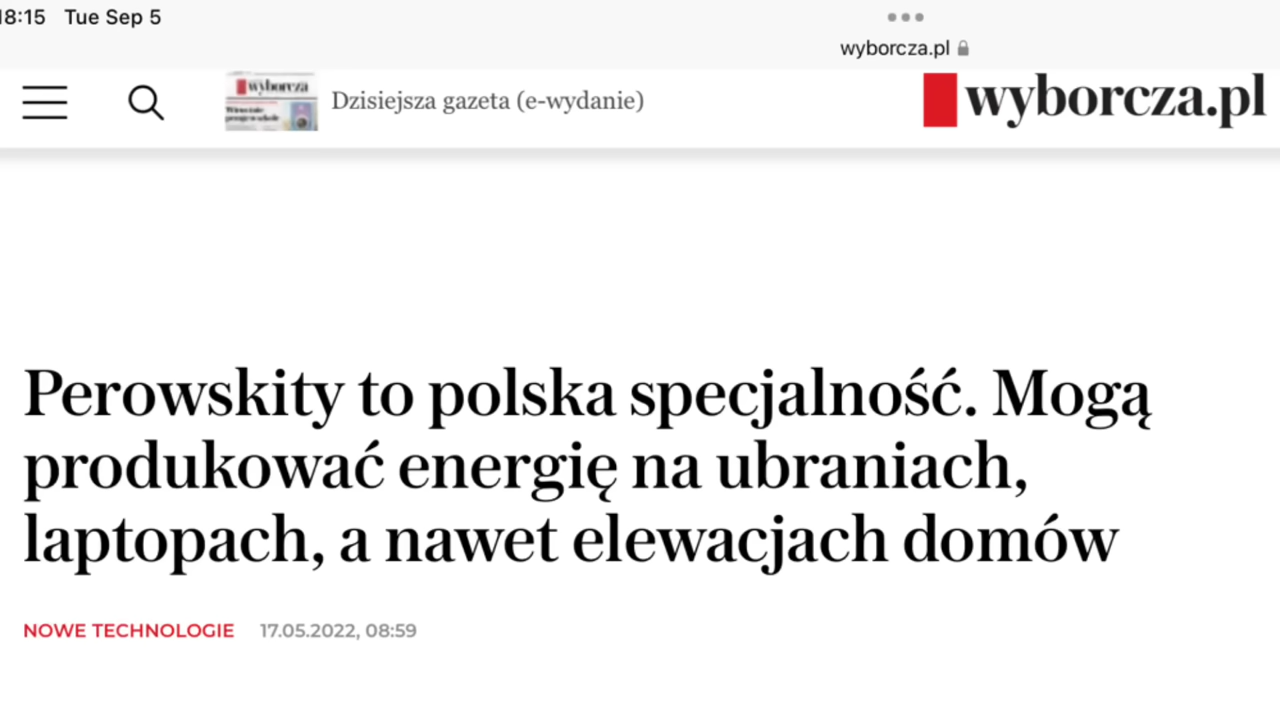 18:15 Tue Sep 5
wyborcza.pl
Dzisiejsza gazeta (e-wydanie)
wyborcza
wyborcza.pl
Perowskity to polska specjalność. Mogą
produkować energię na ubraniach,
laptopach, a nawet elewacjach domów
NOWE TECHNOLOGIE 17.05.2022, 08:59